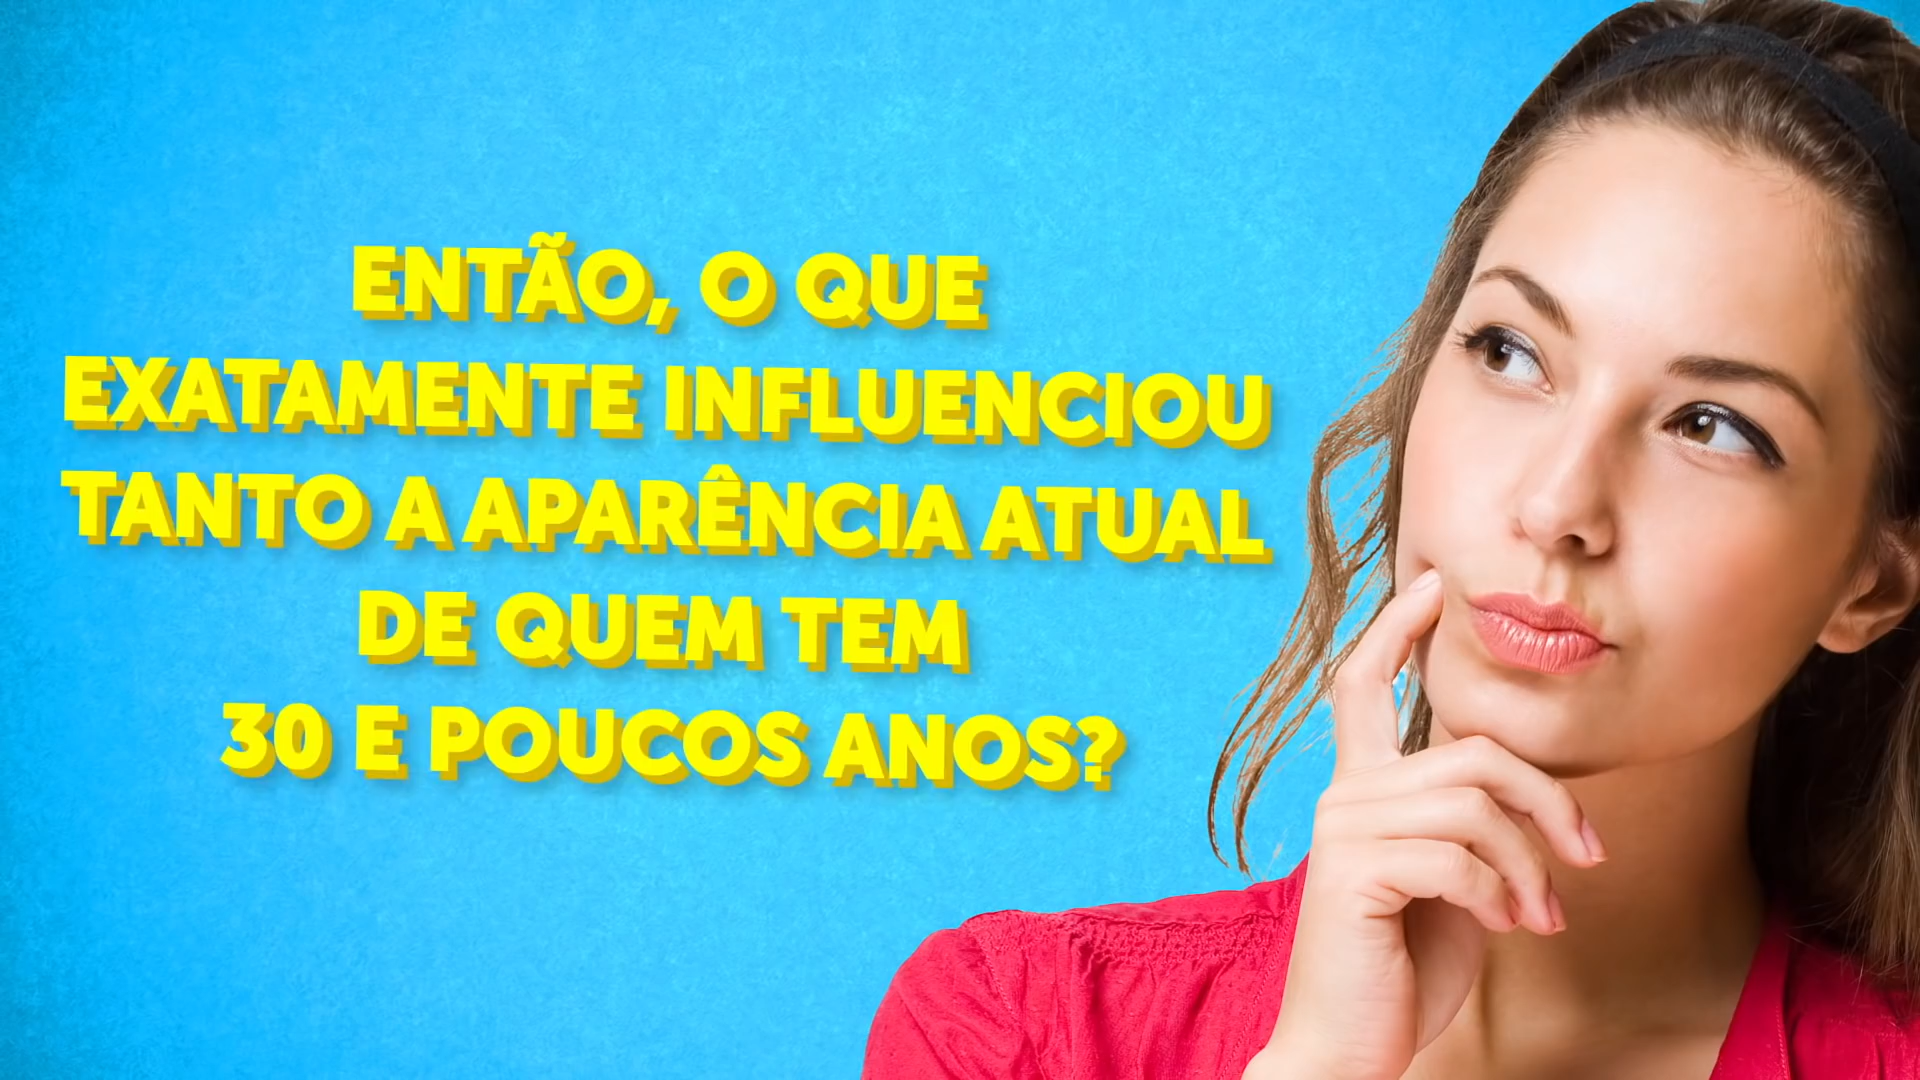 ENTÃO, O QUE
EXATAMENTE INFLUENCIOU
TANTO A APARÊNCIA ATUAL
DE QUEM TEM
30 E POUCOS ANOS?